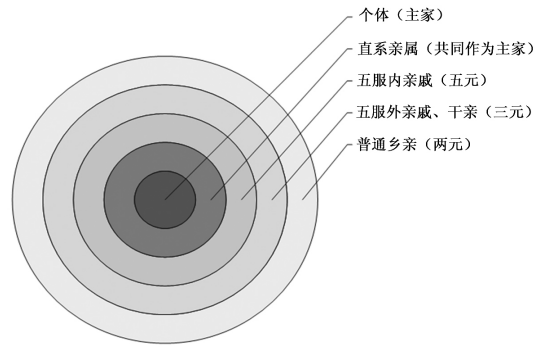 个体（主家）
直系亲属（共同作为主家）
五服内亲戚（五元）
五服外亲戚、干亲（三元）
普通乡亲（两元）